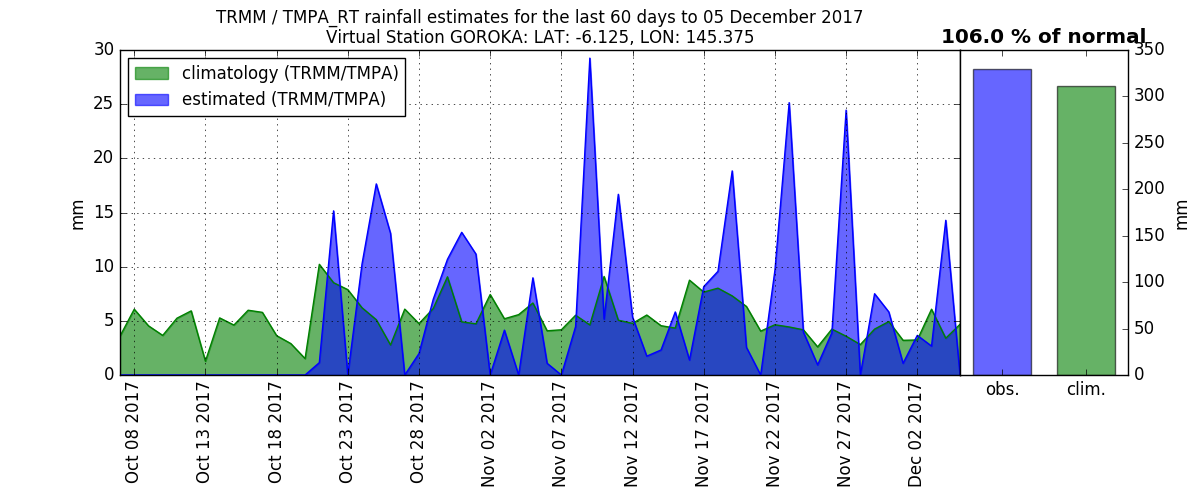 TRMM / TMPA_RT rainfall estimates for the last 60 days to 05 December 2017
Virtual Station GOROKA: LAT: -6.125, LON: 145.375
106.0 % of normal
climatology (TRMM/TMPA)
estimated (TRMM/TMPA)
30
25
20
15
10
5
0
mm
Oct 08 2017
Oct 13 2017
Oct 18 2017
Oct 23 2017
Oct 28 2017
Nov 02 2017
Nov 07 2017
Nov 12 2017
Nov 17 2017
Nov 22 2017
Nov 27 2017
Dec 02 2017
obs.
clim.
350
300
250
200
150
100
50
0
mm